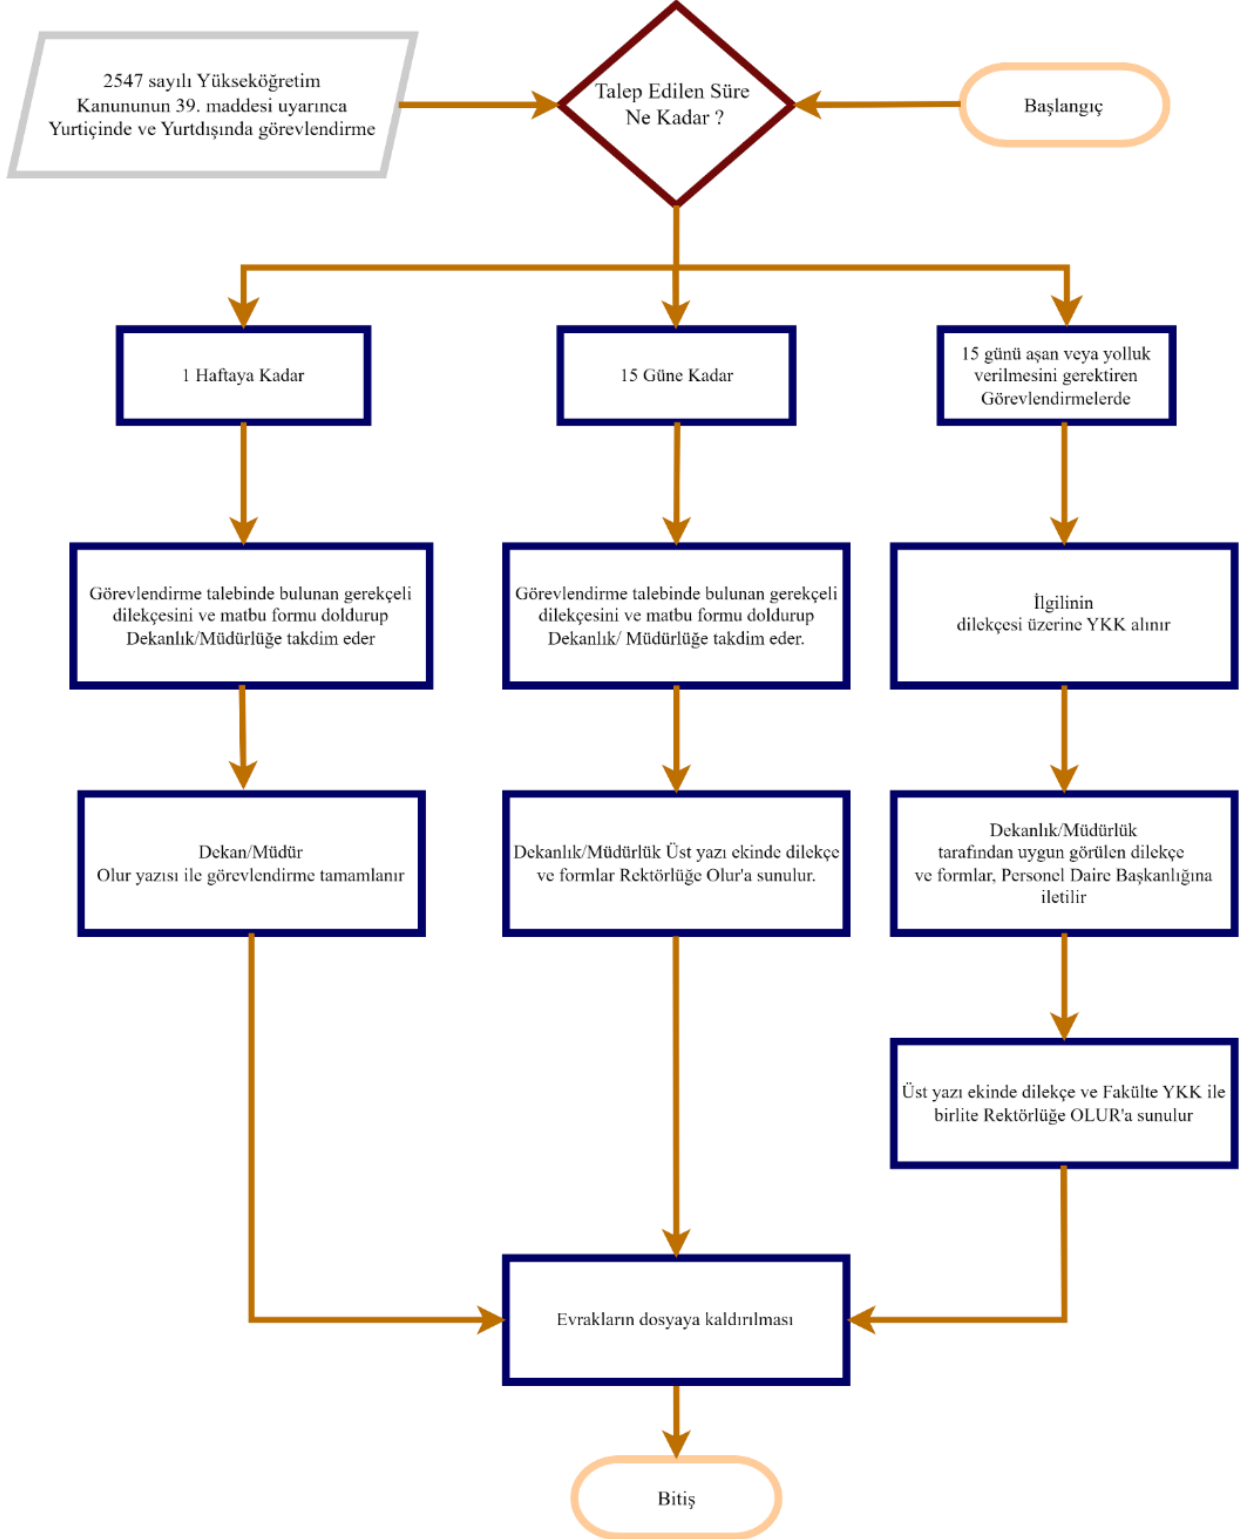 2547 sayılı Yükseköğretim
Kanununun 39. maddesi uyarınca
Yurtiçinde ve Yurtdışında görevlendirme
Talep Edilen Süre
Ne Kadar ?
Başlangıç
1 Haftaya Kadar
15 Güne Kadar
15 günü aşan veya yolluk
verilmesini gerektiren
Görevlendirmelerde
Görevlendirme talebinde bulunan gerekçeli
dilekçesini ve matbu formu doldurup
Dekanlık/Müdürlüğe takdim eder
Görevlendirme talebinde bulunan gerekçeli
dilekçesini ve matbu formu doldurup
Dekanlık/ Müdürlüğe takdim eder.
İlgilinin
dilekçesi üzerine YKK alınır
Dekan/Müdür
Olur yazısı ile görevlendirme tamamlanır
Dekanlık/Müdürlük Üst yazı ekinde dilekçe
ve formlar Rektörlüğe Olur'a sunulur.
Dekanlık/Müdürlük
tarafından uygun görülen dilekçe
ve formlar, Personel Daire Başkanlığına
iletilir
Üst yazı ekinde dilekçe ve Fakülte YKK ile
birlite Rektörlüğe OLUR'a sunulur
Evrakların dosyaya kaldırılması
Bitiş